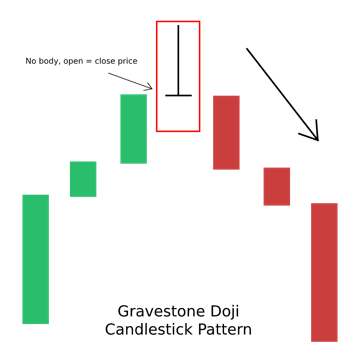 No body, open = close price
Gravestone Doji
Candlestick Pattern